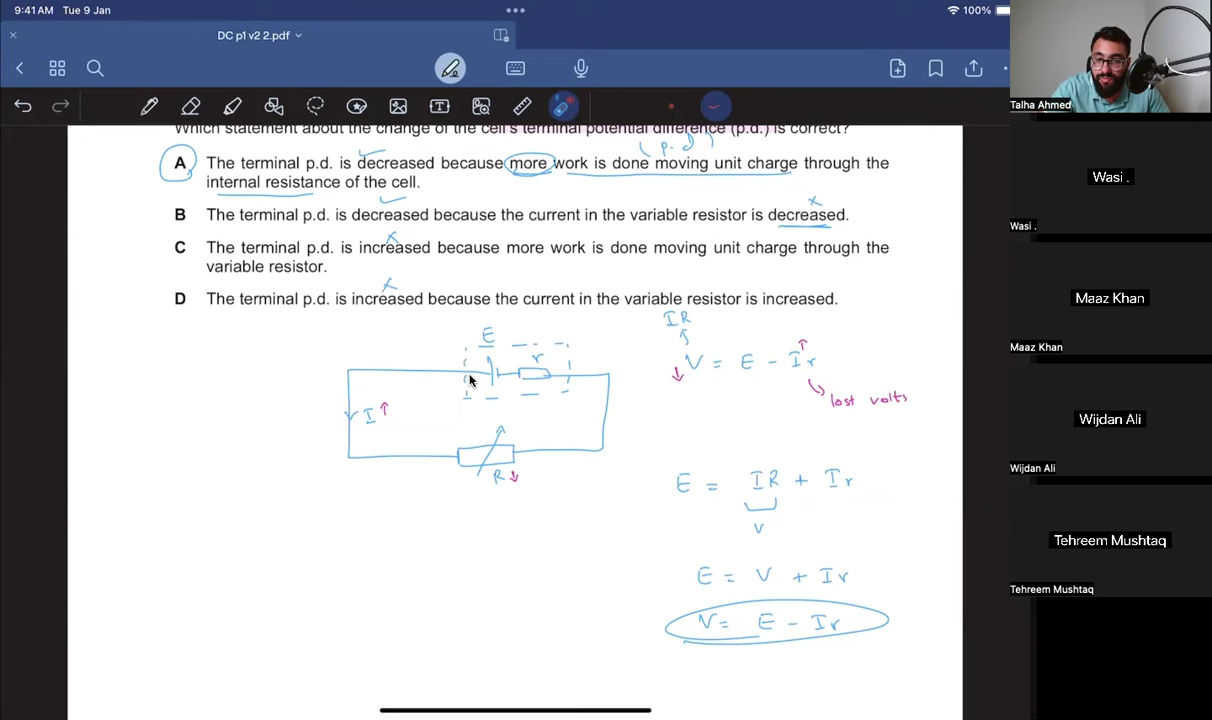 9:41 AM Tue 9 Jan
100%
DC p1 v2 2.pdf
Talha Ahmed
Which statement about the change of the cell's terminal potential difference (p.d.) is correct?
(p.d)
A The terminal p.d. is decreased because more work is done moving unit charge through the
internal resistance of the cell.
B The terminal p.d. is decreased because the current in the variable resistor is decreased.
C The terminal p.d. is increased because more work is done moving unit charge through the
variable resistor.
D The terminal p.d. is increased because the current in the variable resistor is increased.
E
r
I ↑
R ↓
IR
↑
↓ V = E - Ir
↑
lost volts
E = IR + Ir
V
E = V + Ir
V = E - Ir
Wasi .
Wasi .
Maaz Khan
Maaz Khan
Wijdan Ali
Wijdan Ali
Tehreem Mushtaq
Tehreem Mushtaq